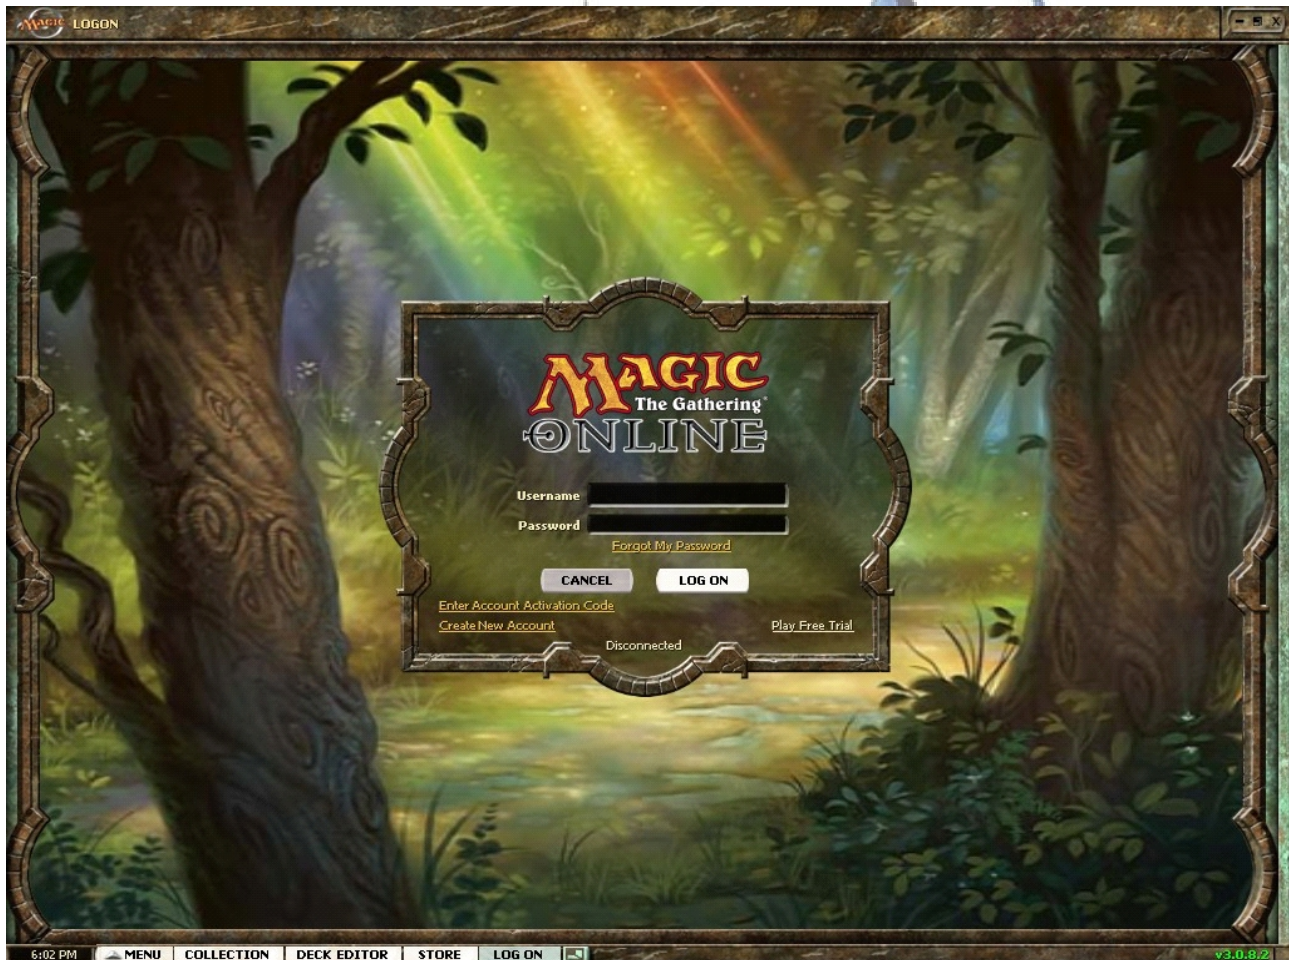 MAGIC LOGON
MAGIC
The Gathering®
ONLINE
Username
Password
Forgot My Password
CANCEL LOG ON
Enter Account Activation Code
Create New Account Play Free Trial
Disconnected
6:02 PM MENU COLLECTION DECK EDITOR STORE LOG ON v3.0.8.2